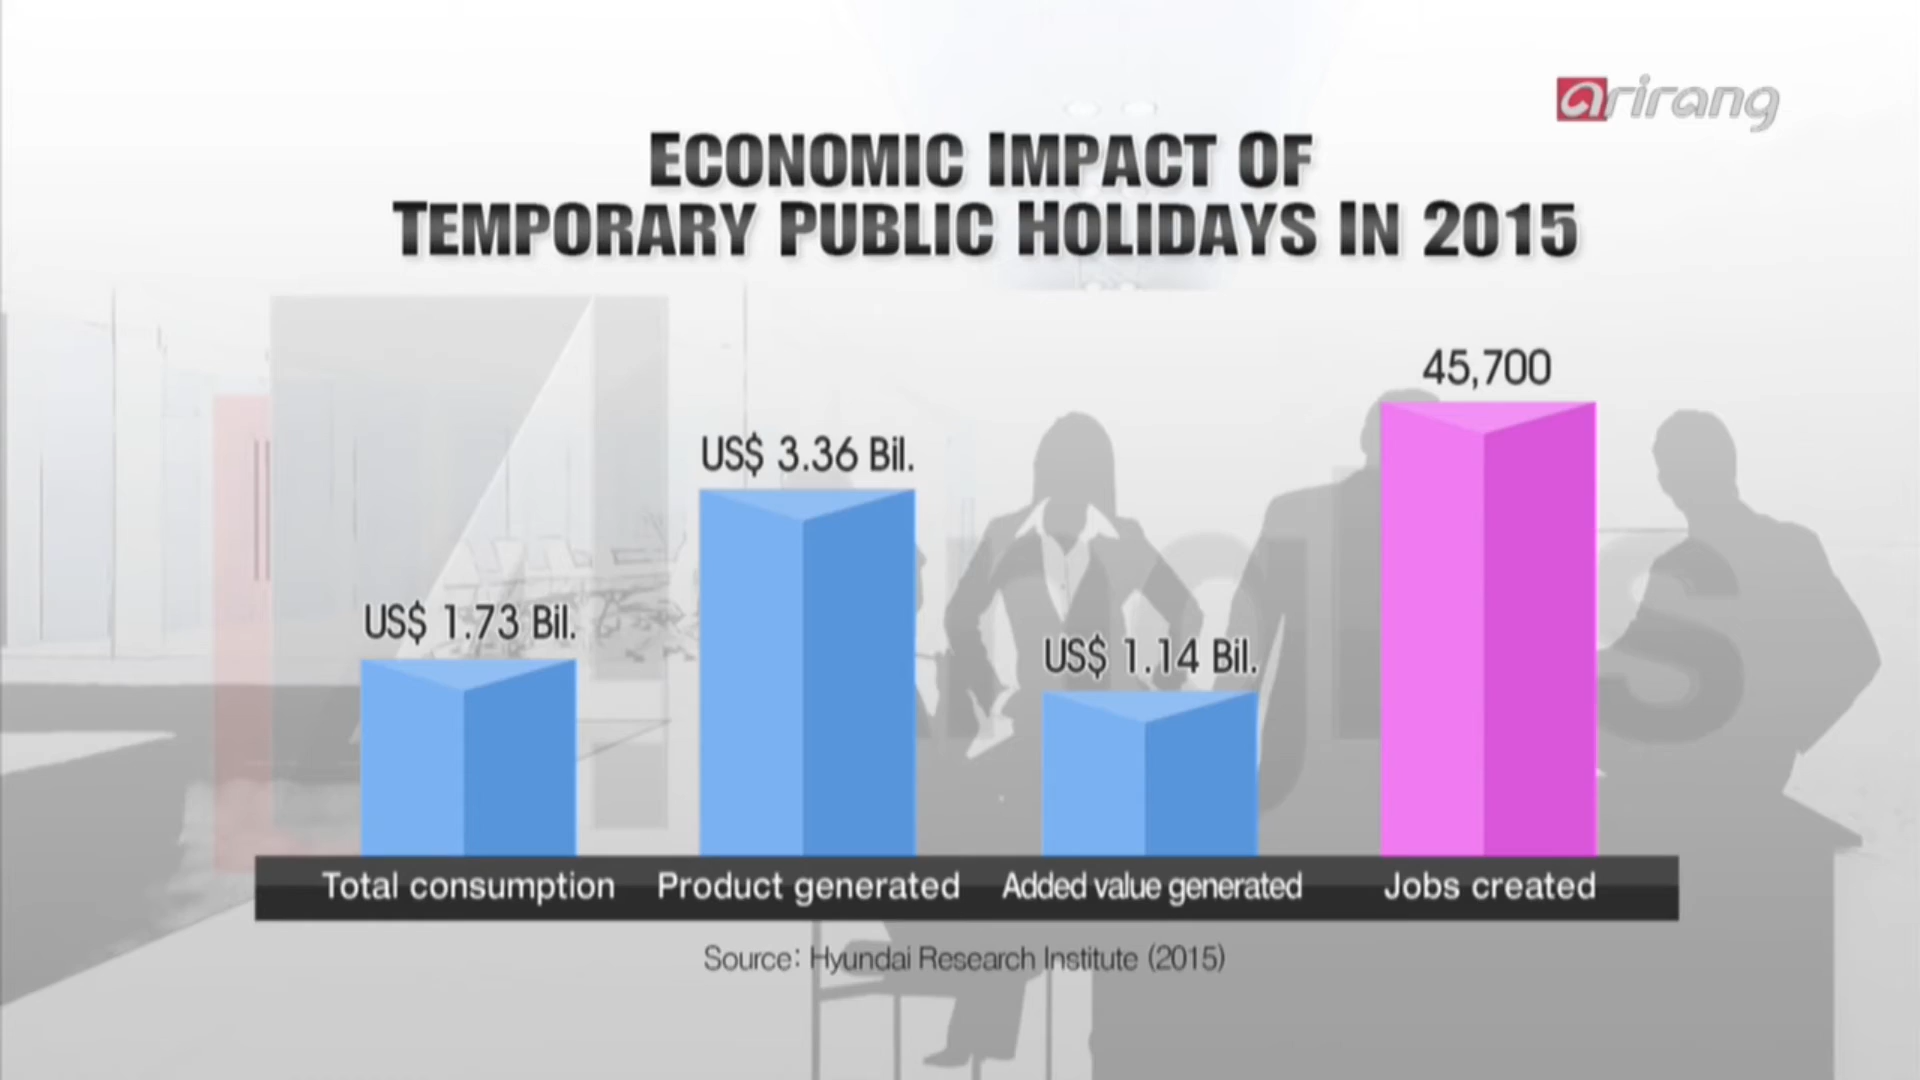 arirang
ECONOMIC IMPACT OF
TEMPORARY PUBLIC HOLIDAYS IN 2015
45,700
US$ 3.36 Bil.
US$ 1.73 Bil.
US$ 1.14 Bil.
Total consumption
Product generated
Added value generated
Jobs created
Source: Hyundai Research Institute (2015)